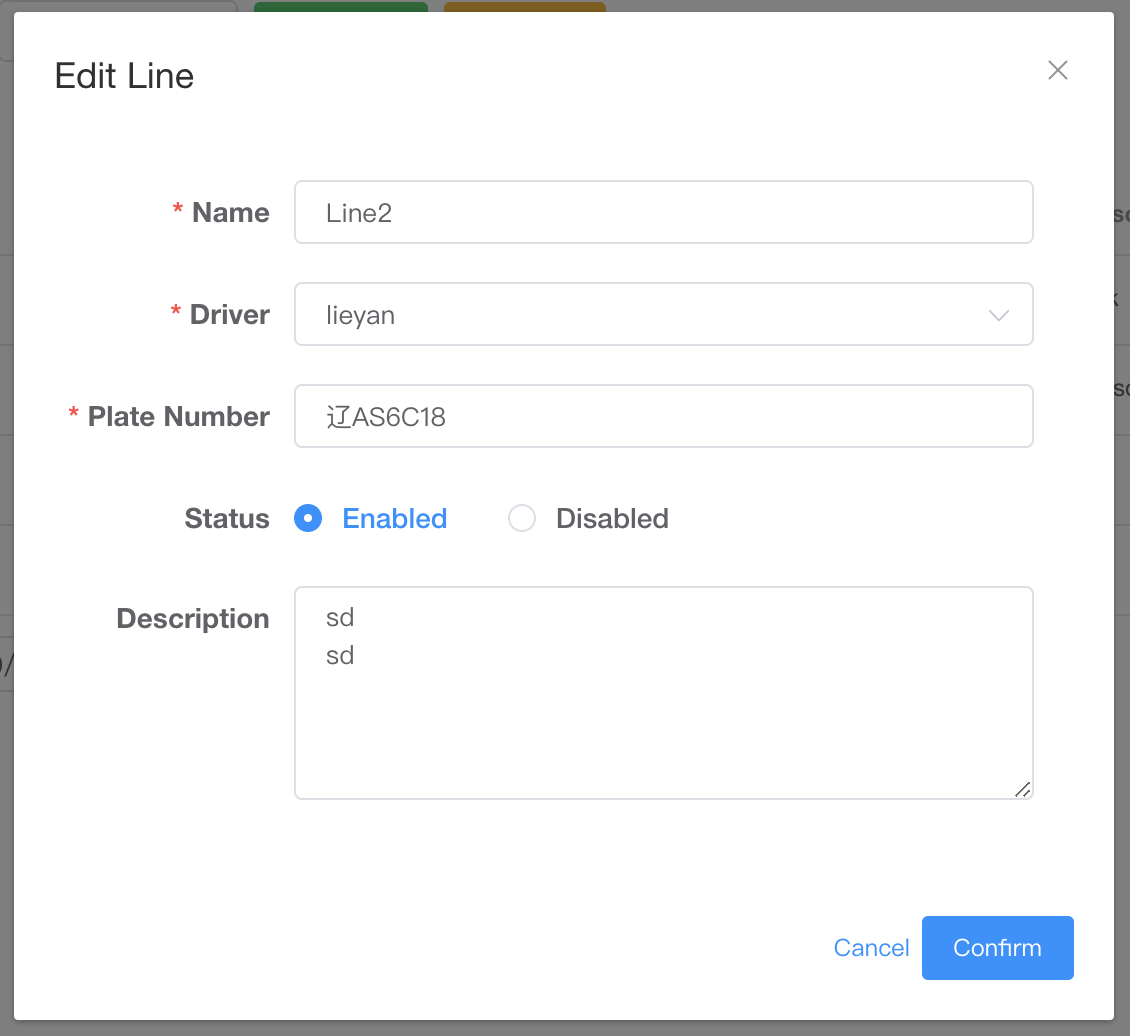 Edit Line
* Name
Line2
* Driver
lieyan
* Plate Number
辽AS6C18
Status
Enabled
Disabled
Description
sd
sd
Cancel
Confirm